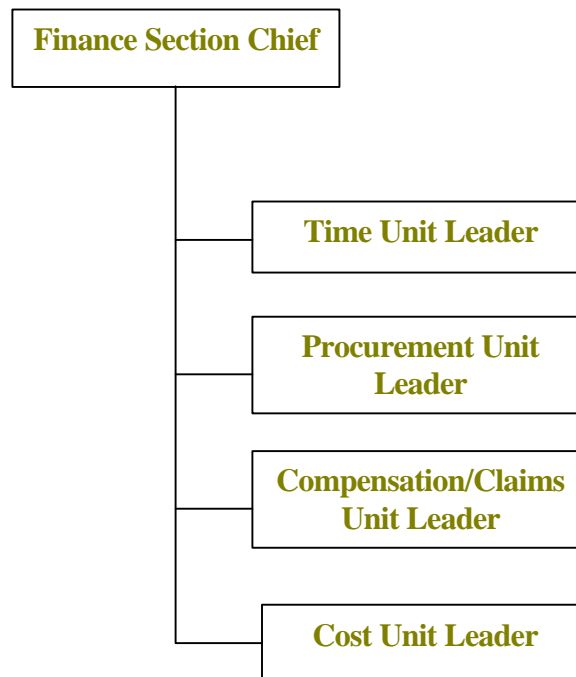 Finance Section Chief
Time Unit Leader
Procurement Unit
Leader
Compensation/Claims
Unit Leader
Cost Unit Leader